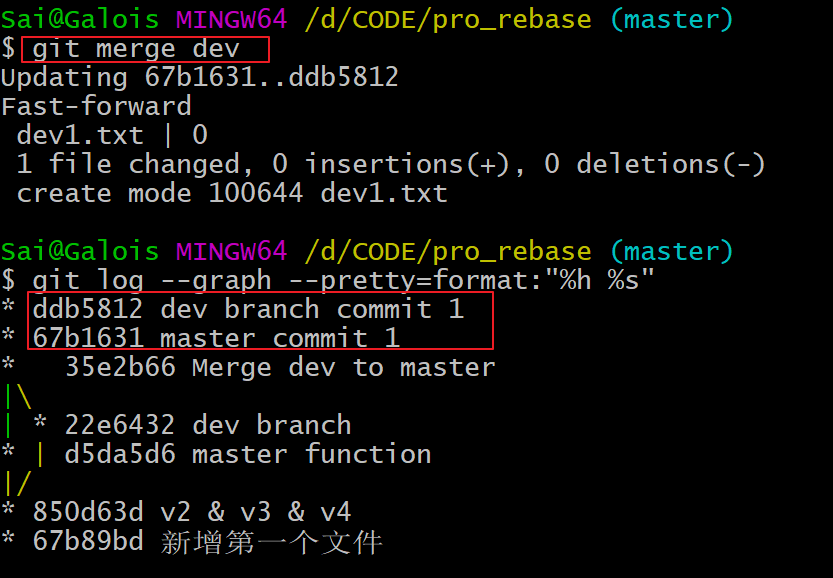 Sai@Galois MINGW64 /d/CODE/pro_rebase (master)
$ git merge dev
Updating 67b1631..ddb5812
Fast-forward
 dev1.txt | 0
 1 file changed, 0 insertions(+), 0 deletions(-)
 create mode 100644 dev1.txt

Sai@Galois MINGW64 /d/CODE/pro_rebase (master)
$ git log --graph --pretty=format:"%h %s"
* ddb5812 dev branch commit 1
* 67b1631 master commit 1
*   35e2b66 Merge dev to master
|\
| * 22e6432 dev branch
* | d5da5d6 master function
|/
* 850d63d v2 & v3 & v4
* 67b89bd 新增第一个文件